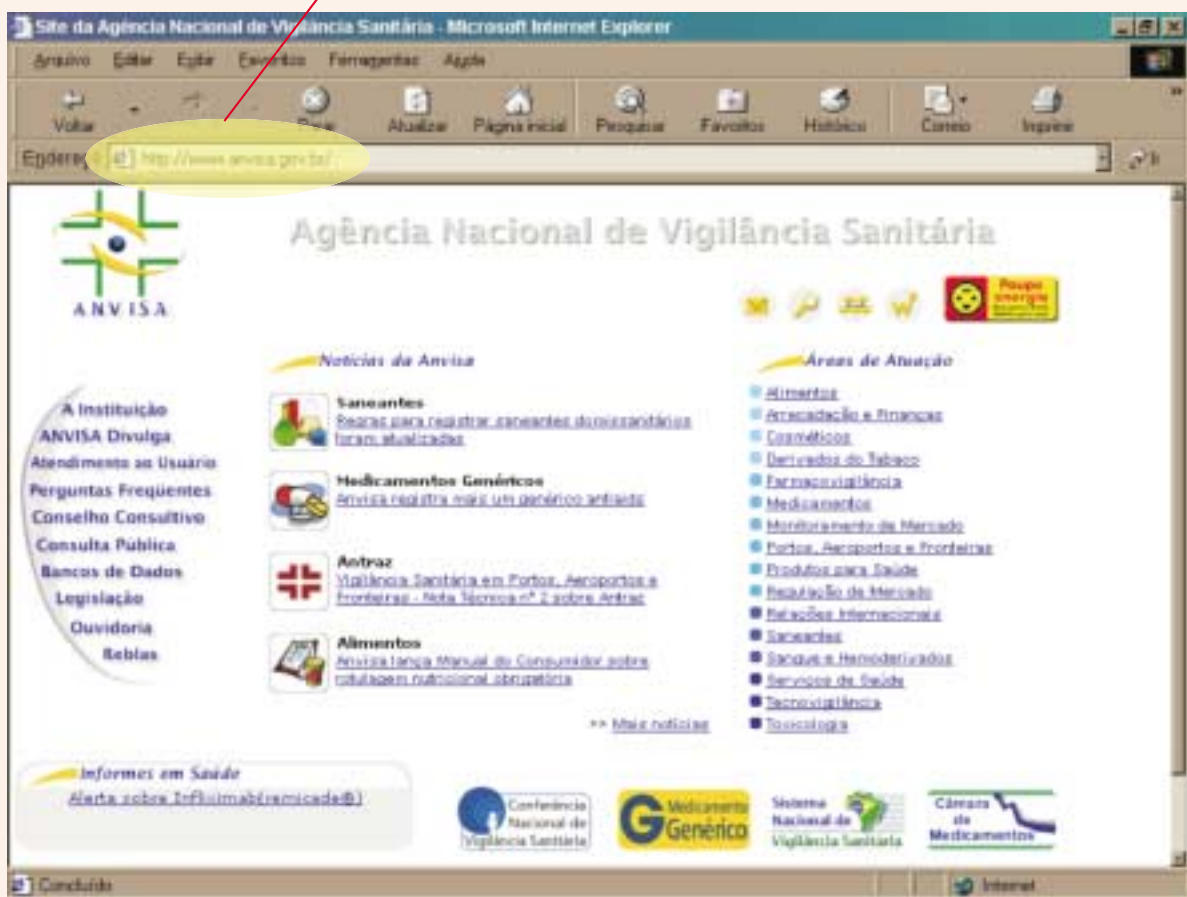 Site da Agência Nacional de Vigilância Sanitária - Microsoft Internet Explorer
Arquivo Editar Exibir Favoritos Ferramentas Ajuda
Voltar Parar Atualizar Página inicial Pesquisar Favoritos Histórico Correio Imprimir
Endereço http://www.anvisa.gov.br/
Agência Nacional de Vigilância Sanitária
ANVISA
Poupe energia
Notícias da Anvisa
Áreas de Atuação
A Instituição
ANVISA Divulga
Atendimento ao Usuário
Perguntas Freqüentes
Conselho Consultivo
Consulta Pública
Bancos de Dados
Legislação
Ouvidoria
Reblas
Saneantes
Regras para registrar saneantes domissanitários
foram atualizadas
Medicamentos Genéricos
Anvisa registra mais um genérico antiaids
Antraz
Vigilância Sanitária em Portos, Aeroportos e
Fronteiras - Nota Técnica nº 2 sobre Antraz
Alimentos
Anvisa lança Manual do Consumidor sobre
rotulagem nutricional obrigatória
>> Mais notícias
Alimentos
Arrecadação e Finanças
Cosméticos
Derivados do Tabaco
Farmacovigilância
Medicamentos
Monitoramento de Mercado
Portos, Aeroportos e Fronteiras
Produtos para Saúde
Regulação de Mercado
Relações Internacionais
Saneantes
Sangue e Hemoderivados
Serviços de Saúde
Tecnovigilância
Toxicologia
Informes em Saúde
Alerta sobre Infliximab(remicade®)
Conferência
Nacional de
Vigilância Sanitária
G Medicamento
Genérico
Sistema
Nacional de
Vigilância Sanitária
Câmara
de
Medicamentos
Concluído
Internet